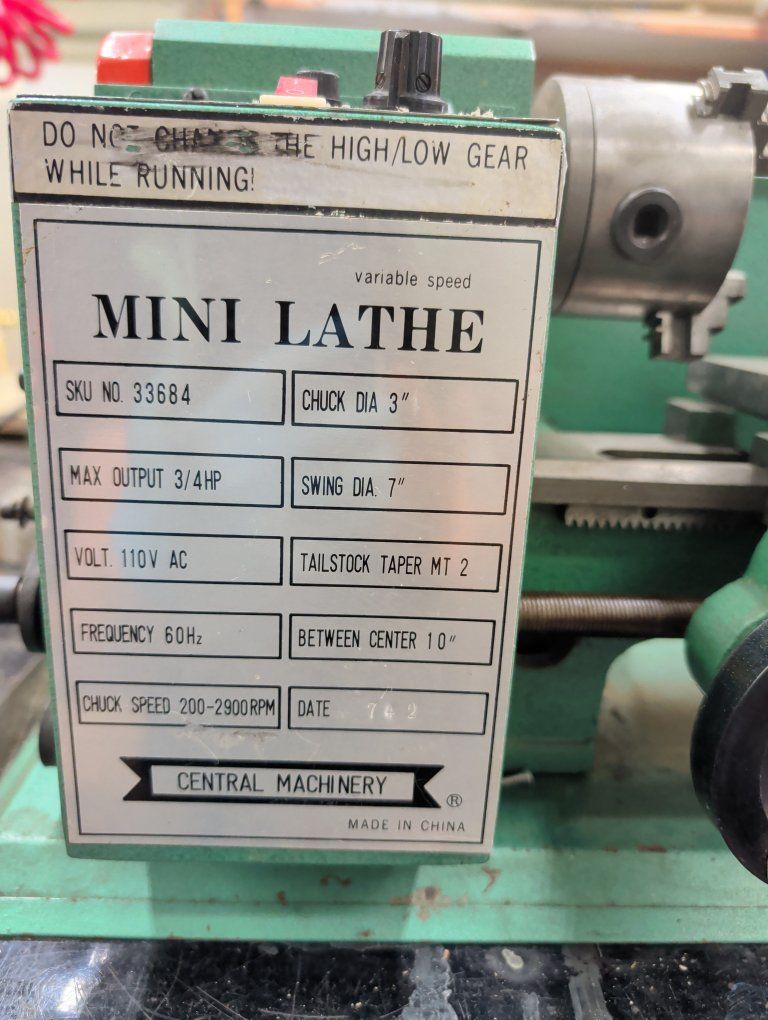 DO NOT CHANGE THE HIGH/LOW GEAR
WHILE RUNNING!
variable speed
MINI LATHE
SKU NO. 33684
CHUCK DIA 3"
MAX OUTPUT 3/4HP
SWING DIA. 7"
VOLT. 110V AC
TAILSTOCK TAPER MT 2
FREQUENCY 60Hz
BETWEEN CENTER 10"
CHUCK SPEED 200-2900RPM
DATE 742
CENTRAL MACHINERY ®
MADE IN CHINA